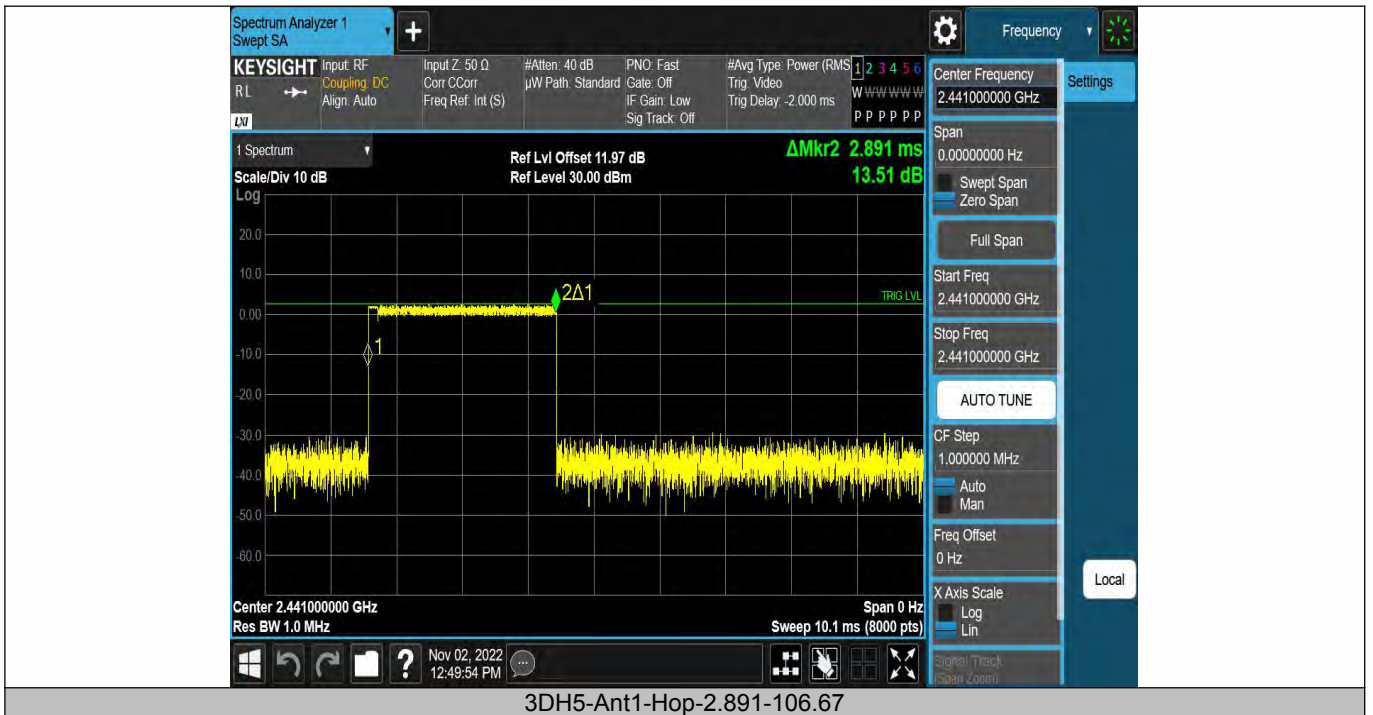 Spectrum Analyzer 1
Swept SA
+
Frequency
KEYSIGHT
RL
LXI
Input: RF
Coupling: DC
Align: Auto
Input Z: 50 Ω
Corr CCorr
Freq Ref: Int (S)
#Atten: 40 dB
µW Path: Standard
PNO: Fast
Gate: Off
IF Gain: Low
Sig Track: Off
#Avg Type: Power (RMS
Trig: Video
Trig Delay: -2.000 ms
1 2 3 4 5 6
W W W W W W
P P P P P P
1 Spectrum
Scale/Div 10 dB
Log
Ref Lvl Offset 11.97 dB
Ref Level 30.00 dBm
ΔMkr2 2.891 ms
13.51 dB
20.0
10.0
0.00
-10.0
-20.0
-30.0
-40.0
-50.0
-60.0
2Δ1
1
TRIG LVL
Center 2.441000000 GHz
Res BW 1.0 MHz
Span 0 Hz
Sweep 10.1 ms (8000 pts)
Nov 02, 2022
12:49:54 PM
?
Center Frequency
2.441000000 GHz
Settings
Span
0.00000000 Hz
Swept Span
Zero Span
Full Span
Start Freq
2.441000000 GHz
Stop Freq
2.441000000 GHz
AUTO TUNE
CF Step
1.000000 MHz
Auto
Man
Freq Offset
0 Hz
X Axis Scale
Log
Lin
Signal Track
(Span Zoom)
Local
3DH5-Ant1-Hop-2.891-106.67